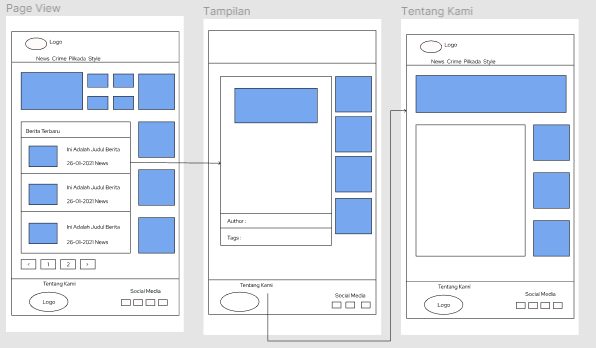 Page View
Logo
News Crime Pilkada Style
Berita Terbaru
Ini Adalah Judul Berita
26-01-2021 News
Ini Adalah Judul Berita
26-01-2021 News
Ini Adalah Judul Berita
26-01-2021 News
< 1 2 >
Tentang Kami
Social Media
Logo
Tampilan
Author :
Tags :
Tentang Kami
Social Media
Tentang Kami
Logo
News Crime Pilkada Style
Tentang Kami
Social Media
Logo